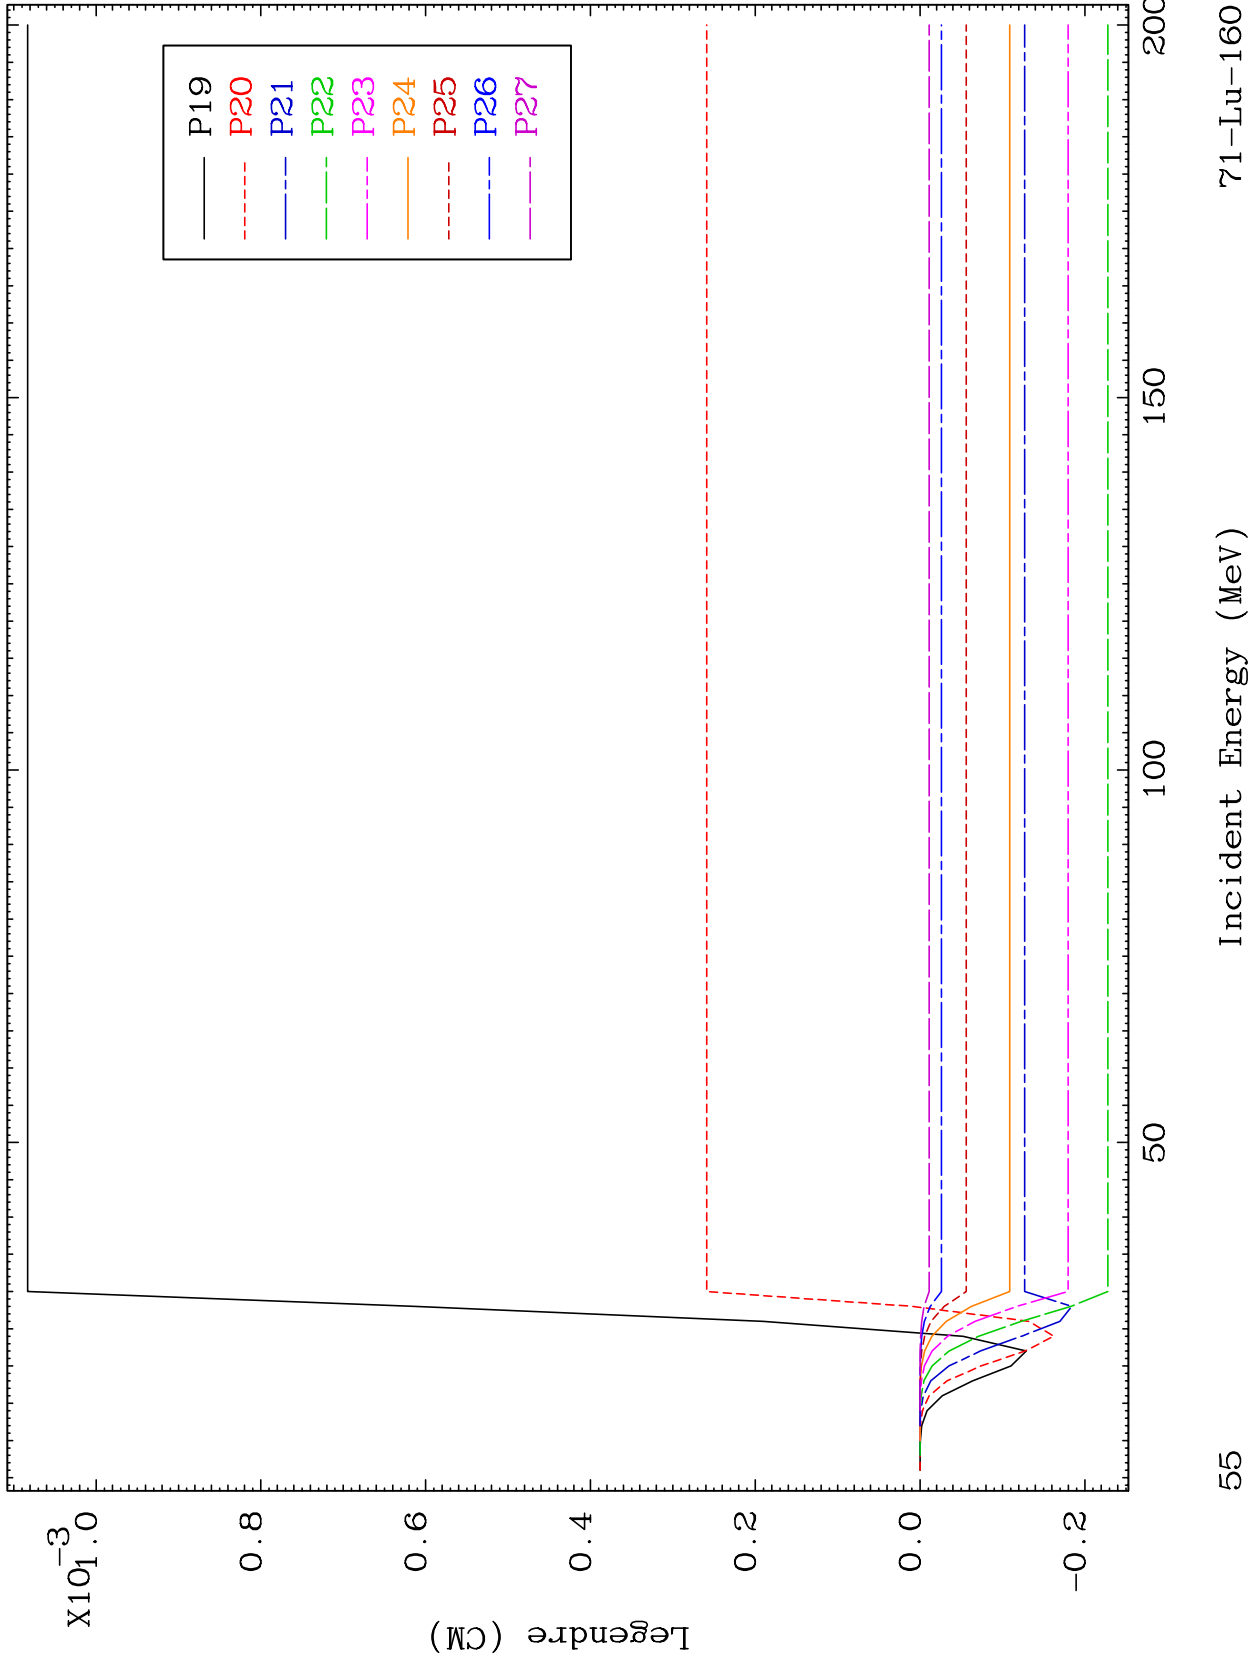 X10-3
1.0
0.8
0.6
0.4
0.2
0.0
-0.2
Legendre (CM)
P19
P20
P21
P22
P23
P24
P25
P26
P27
50
100
150
200
55
Incident Energy (MeV)
71-Lu-160